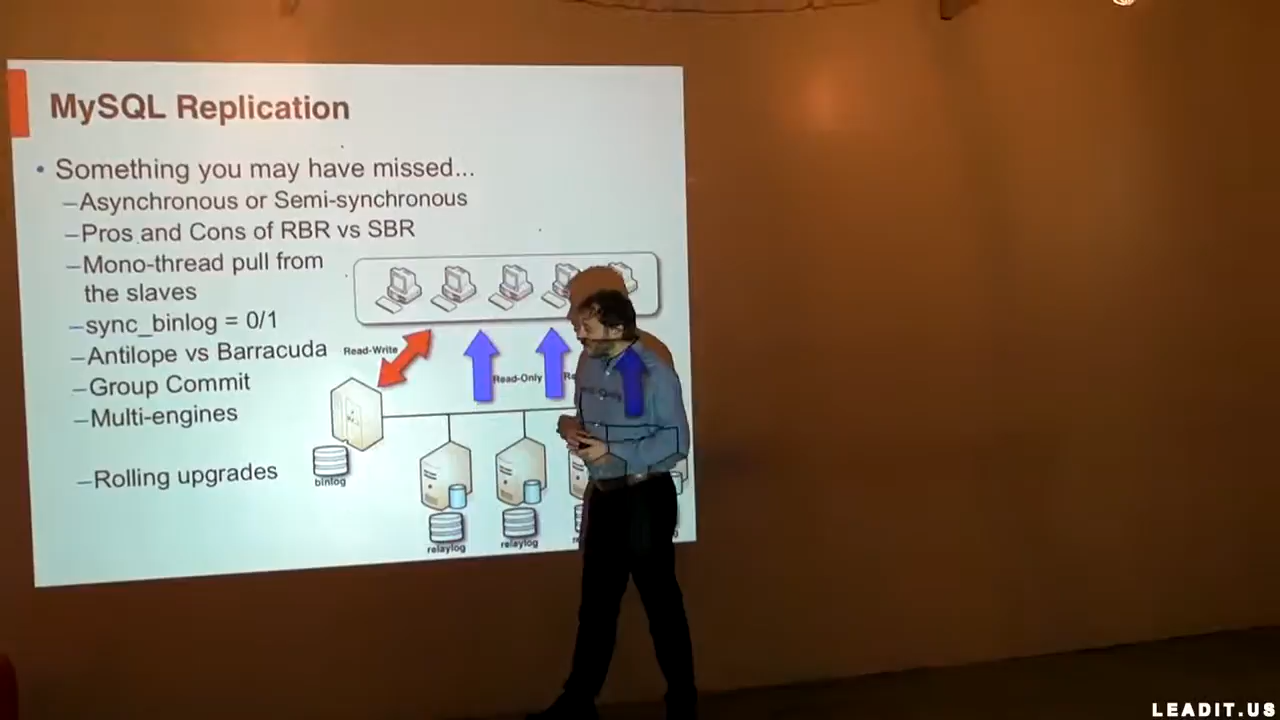 MySQL Replication
• Something you may have missed...
–Asynchronous or Semi-synchronous
–Pros and Cons of RBR vs SBR
–Mono-thread pull from
the slaves
–sync_binlog = 0/1
–Antilope vs Barracuda
–Group Commit
–Multi-engines
–Rolling upgrades
Read-Write
Read-Only
binlog
relaylog
relaylog
LEADIT.US